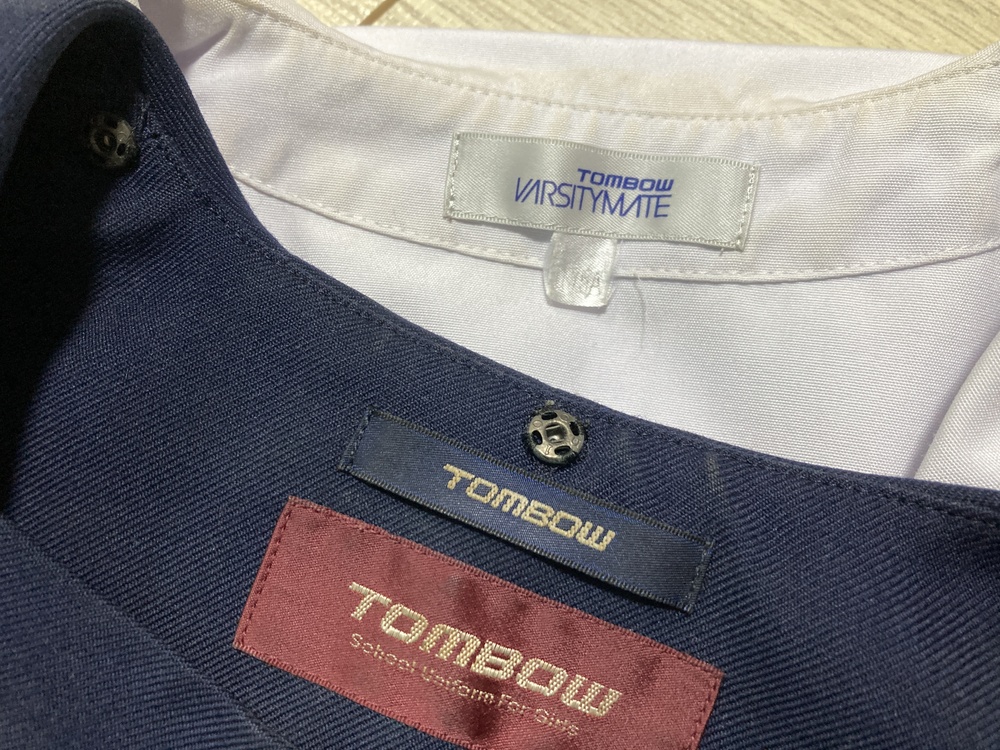 TOMBOW
VARSITYMATE
TOMBOW
TOMBOW
School Uniform For Girls